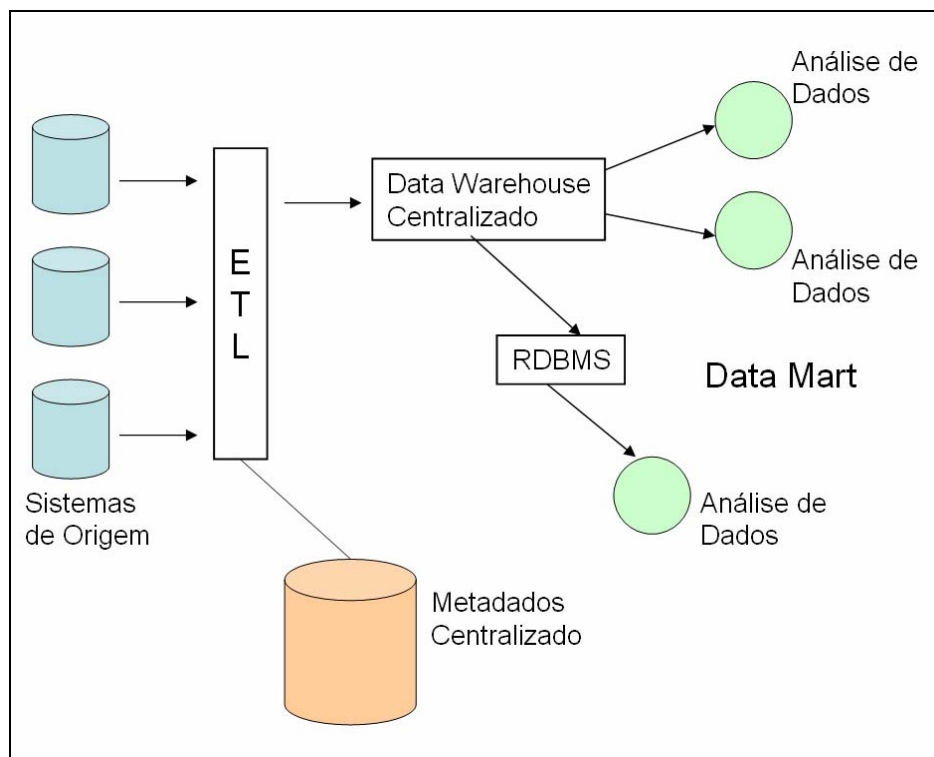 Análise de
Dados
Data Warehouse
Centralizado
E
T
L
Análise de
Dados
RDBMS
Data Mart
Sistemas
de Origem
Análise de
Dados
Metadados
Centralizado